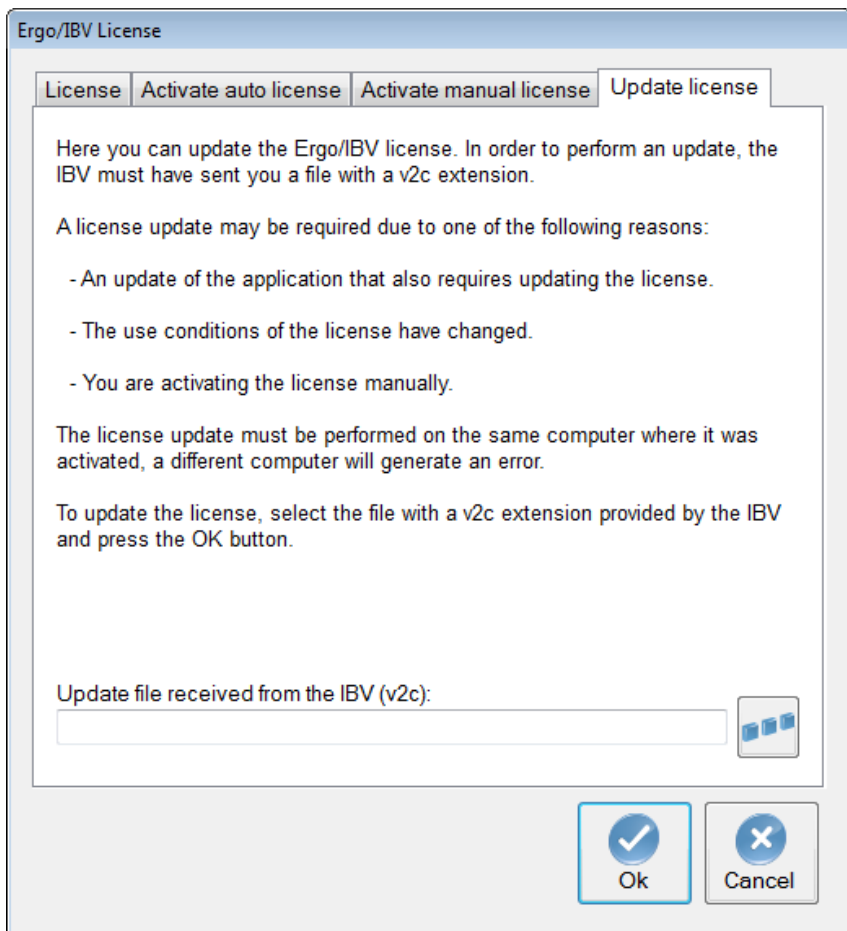 Ergo/IBV License
License
Activate auto license
Activate manual license
Update license
Here you can update the Ergo/IBV license. In order to perform an update, the
IBV must have sent you a file with a v2c extension.
A license update may be required due to one of the following reasons:
- An update of the application that also requires updating the license.
- The use conditions of the license have changed.
- You are activating the license manually.
The license update must be performed on the same computer where it was
activated, a different computer will generate an error.
To update the license, select the file with a v2c extension provided by the IBV
and press the OK button.
Update file received from the IBV (v2c):
Ok
Cancel